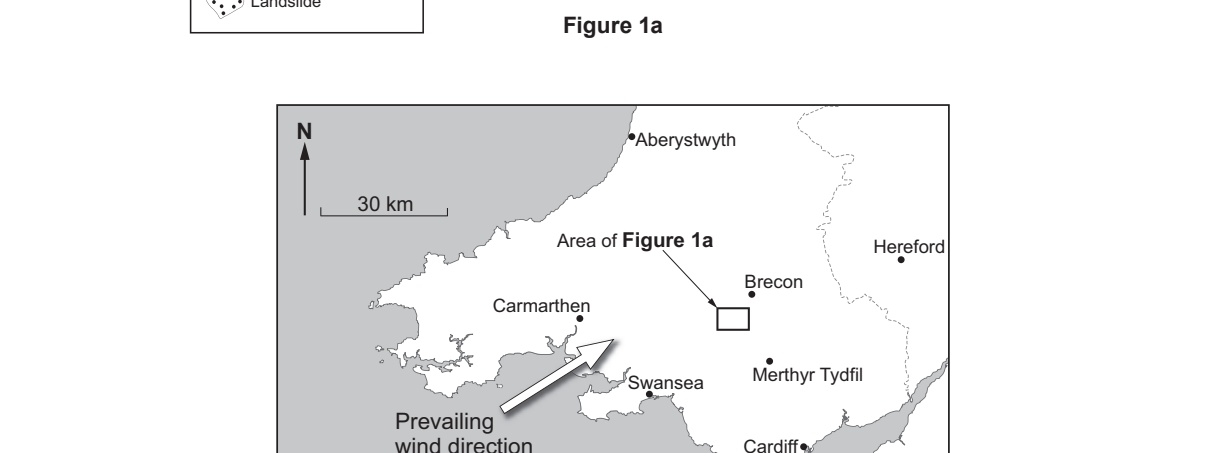 Landslide
Figure 1a
N
Aberystwyth
30 km
Area of Figure 1a
Hereford
Brecon
Carmarthen
Merthyr Tydfil
Swansea
Prevailing
wind direction
Cardiff